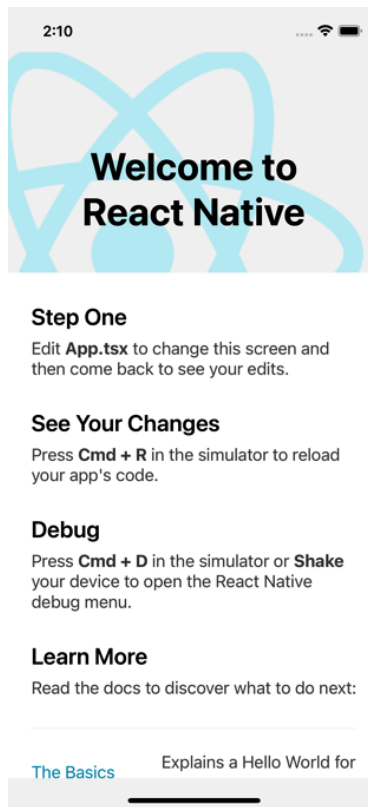 2:10
Welcome to
React Native
Step One
Edit App.tsx to change this screen and
then come back to see your edits.
See Your Changes
Press Cmd + R in the simulator to reload
your app's code.
Debug
Press Cmd + D in the simulator or Shake
your device to open the React Native
debug menu.
Learn More
Read the docs to discover what to do next:
The Basics
Explains a Hello World for